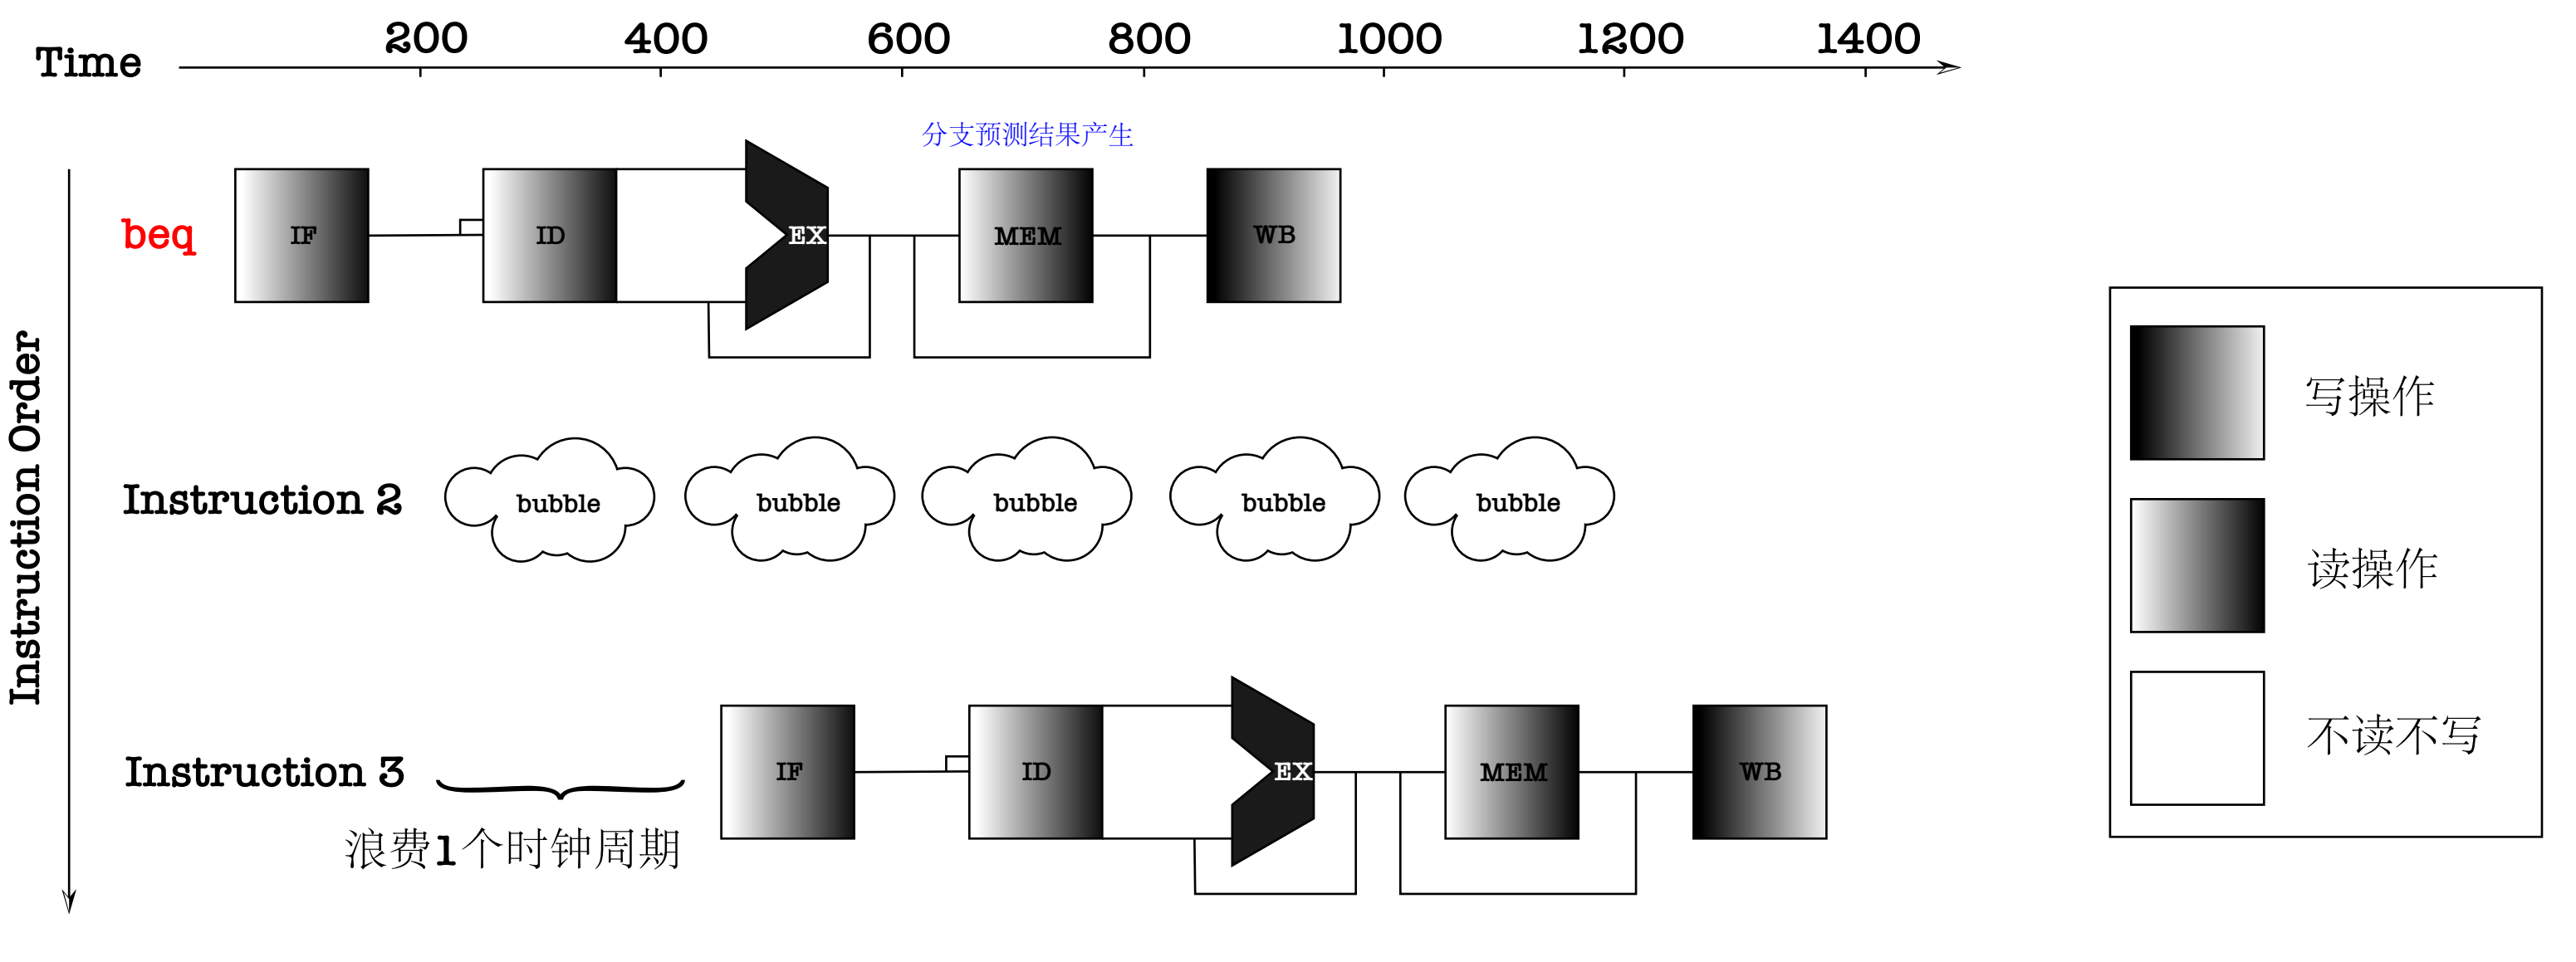 Time 200 400 600 800 1000 1200 1400
分支预测结果产生
Instruction Order
beq IF ID EX MEM WB
Instruction 2 bubble bubble bubble bubble bubble
Instruction 3 IF ID EX MEM WB
浪费1个时钟周期
写操作
读操作
不读不写